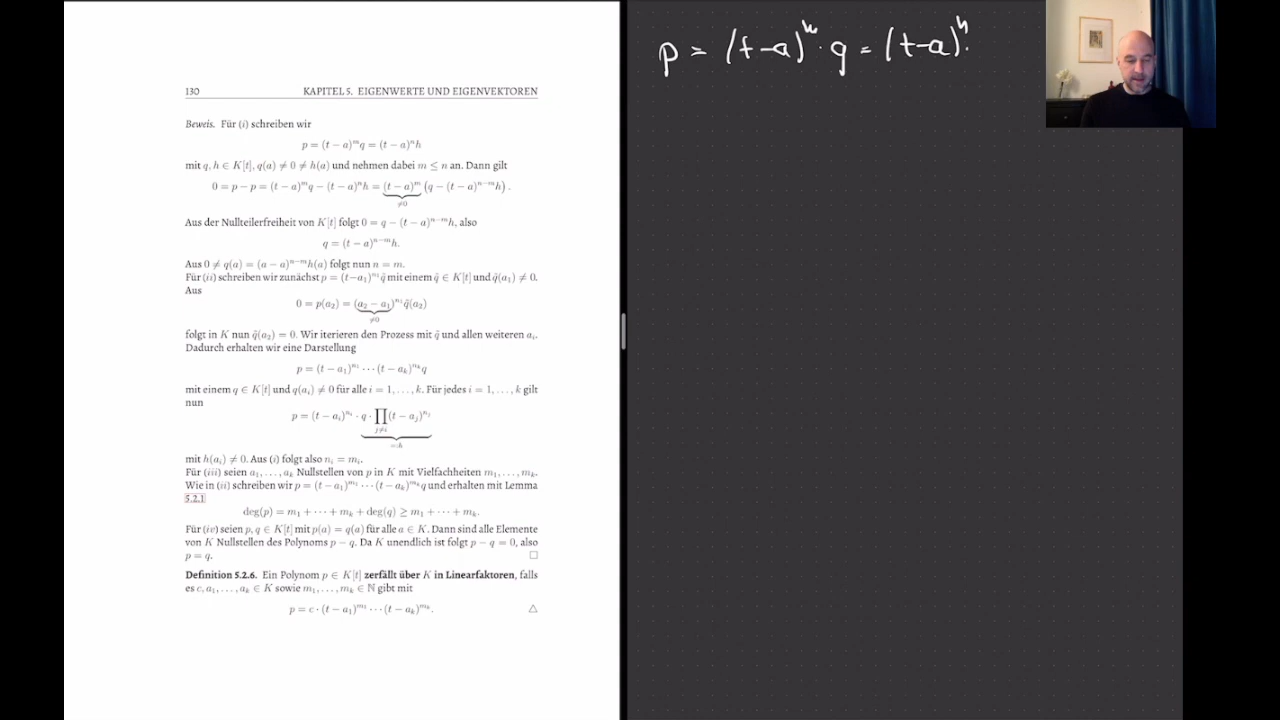 130 KAPITEL 5. EIGENWERTE UND EIGENVEKTOREN
Beweis. Für (i) schreiben wir
p = (t − a)^m q = (t − a)^n h
mit q, h ∈ K[t], q(a) ≠ 0 ≠ h(a) und nehmen dabei m ≤ n an. Dann gilt
0 = p − p = (t − a)^m q − (t − a)^n h = (t − a)^m (q − (t − a)^{n−m} h) .
≠0
Aus der Nullteilerfreiheit von K[t] folgt 0 = q − (t − a)^{n−m} h, also
q = (t − a)^{n−m} h.
Aus 0 ≠ q(a) = (a − a)^{n−m} h(a) folgt nun n = m.
Für (ii) schreiben wir zunächst p = (t−a_1)^{n_1} q̃ mit einem q̃ ∈ K[t] und q̃(a_1) ≠ 0.
Aus
0 = p(a_2) = (a_2 − a_1)^{n_1} q̃(a_2)
≠0
folgt in K nun q̃(a_2) = 0. Wir iterieren den Prozess mit q̃ und allen weiteren a_i.
Dadurch erhalten wir eine Darstellung
p = (t − a_1)^{n_1} ··· (t − a_k)^{n_k} q
mit einem q ∈ K[t] und q(a_i) ≠ 0 für alle i = 1, . . . , k. Für jedes i = 1, . . . , k gilt
nun
p = (t − a_i)^{n_i} · q · ∏_{j≠i} (t − a_j)^{n_j}
=:h
mit h(a_i) ≠ 0. Aus (i) folgt also n_i = m_i.
Für (iii) seien a_1, . . . , a_k Nullstellen von p in K mit Vielfachheiten m_1, . . . , m_k.
Wie in (ii) schreiben wir p = (t − a_1)^{m_1} ··· (t − a_k)^{m_k} q und erhalten mit Lemma
5.2.1
deg(p) = m_1 + ··· + m_k + deg(q) ≥ m_1 + ··· + m_k.
Für (iv) seien p, q ∈ K[t] mit p(a) = q(a) für alle a ∈ K. Dann sind alle Elemente
von K Nullstellen des Polynoms p − q. Da K unendlich ist folgt p − q = 0, also
p = q. □
Definition 5.2.6. Ein Polynom p ∈ K[t] zerfällt über K in Linearfaktoren, falls
es c, a_1, . . . , a_k ∈ K sowie m_1, . . . , m_k ∈ ℕ gibt mit
p = c · (t − a_1)^{m_1} ··· (t − a_k)^{m_k}. △
p = (t−a)^n · q = (t−a)^n ·